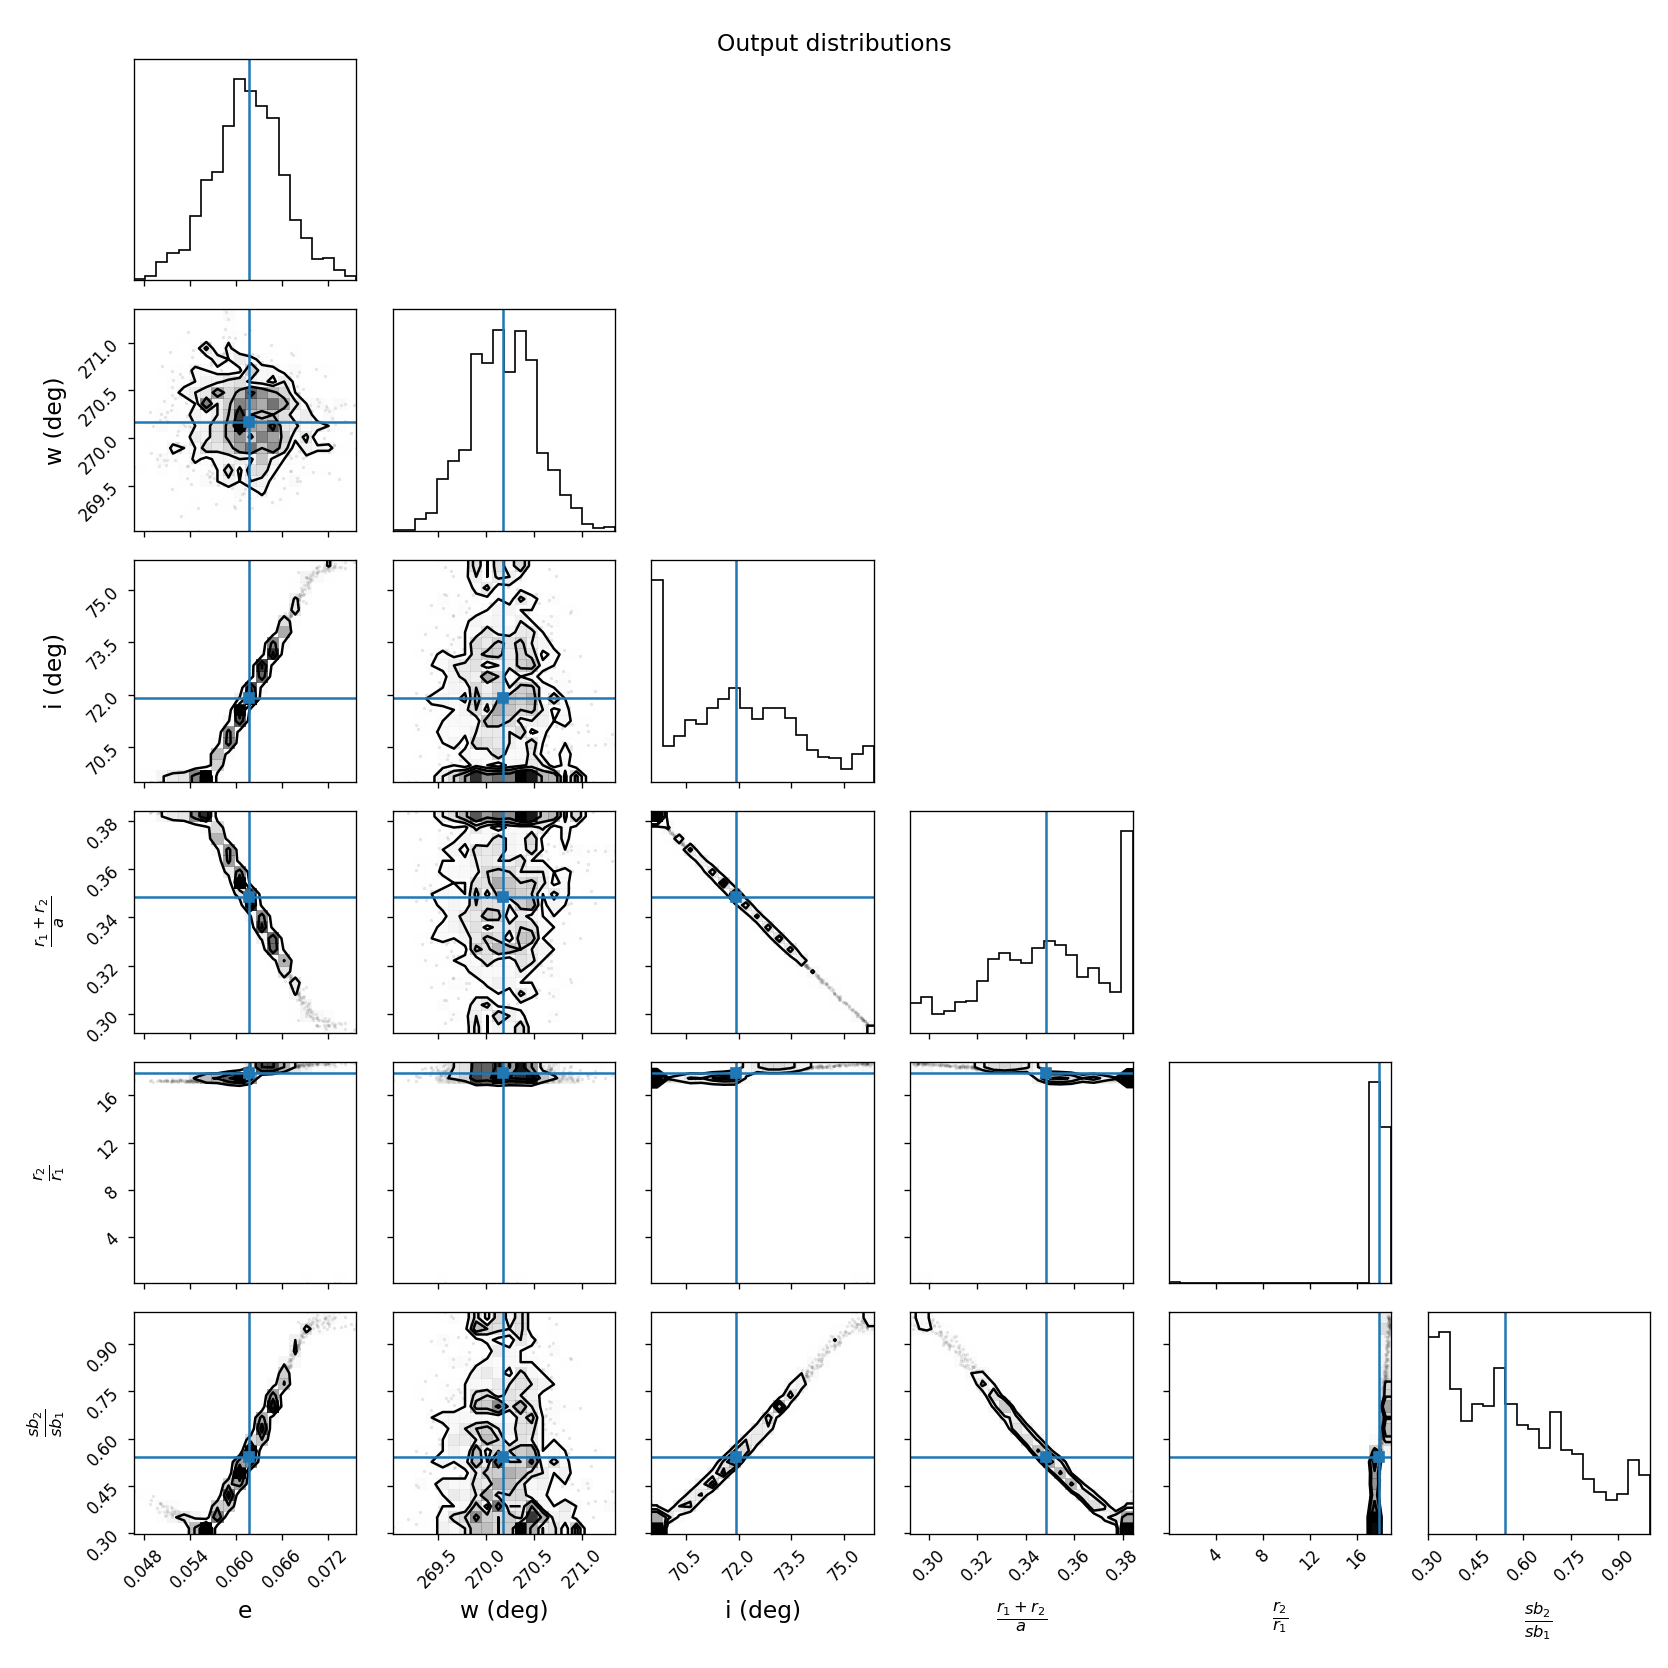 Output distributions
271.0
270.5
270.0
269.5
w (deg)
75.0
73.5
72.0
70.5
i (deg)
0.38
0.36
0.34
0.32
0.30
r₁ + r₂
a
16
12
8
4
r₂
r₁
0.90
0.75
0.60
0.45
0.30
sb₂
sb₁
0.048 0.054 0.060 0.066 0.072 269.5 270.0 270.5 271.0 70.5 72.0 73.5 75.0 0.30 0.32 0.34 0.36 0.38 4 8 12 16 0.30 0.45 0.60 0.75 0.90
e w (deg) i (deg)
r₁ + r₂
a
r₂
r₁
sb₂
sb₁